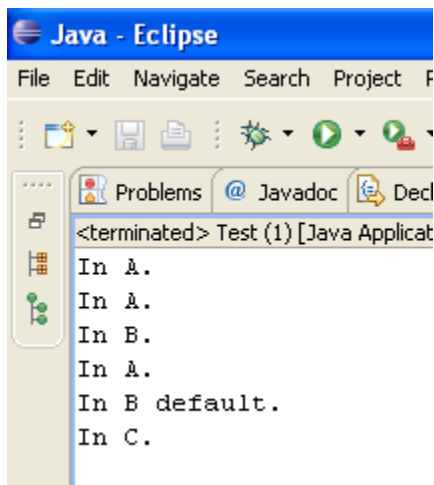 Java - Eclipse
File Edit Navigate Search Project
Problems @ Javadoc
<terminated> Test (1) [Java Applicat
In A.
In A.
In B.
In A.
In B default.
In C.